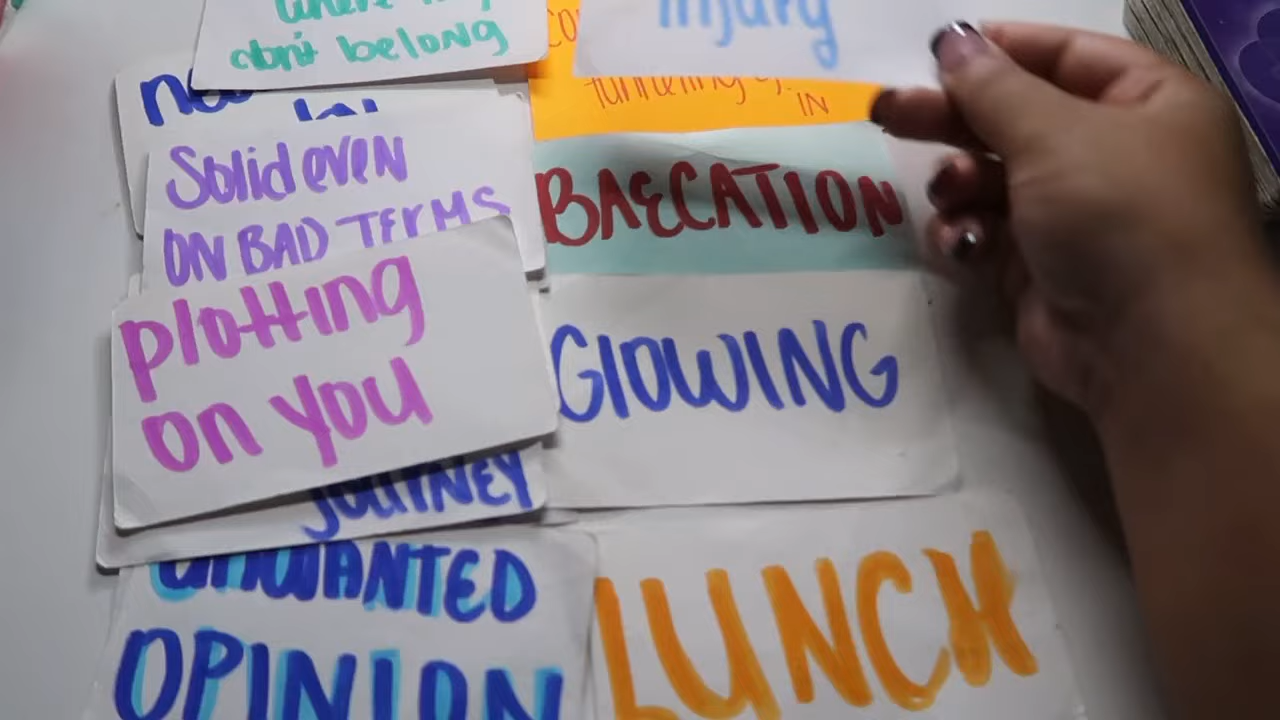 don't belong
Solid even
ON BAD TERMS
plotting
on you
JOURNEY
UNWANTED
OPINION
injury
IN
BAECATION
GlOWING
LUNCH